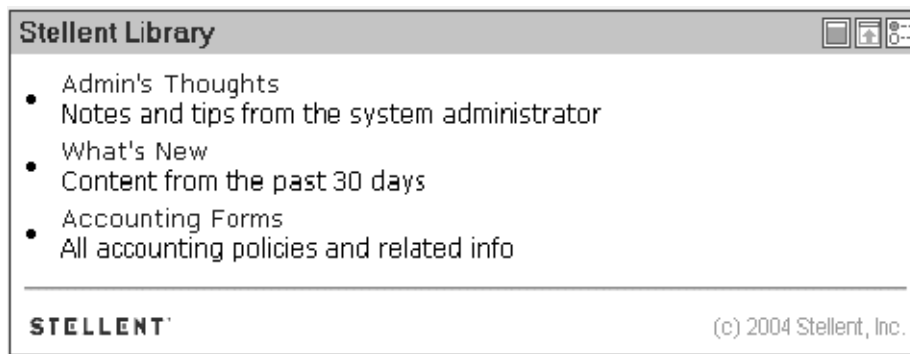 Stellent Library
Admin's Thoughts
Notes and tips from the system administrator
What's New
Content from the past 30 days
Accounting Forms
All accounting policies and related info
STELLENT
(c) 2004 Stellent, Inc.